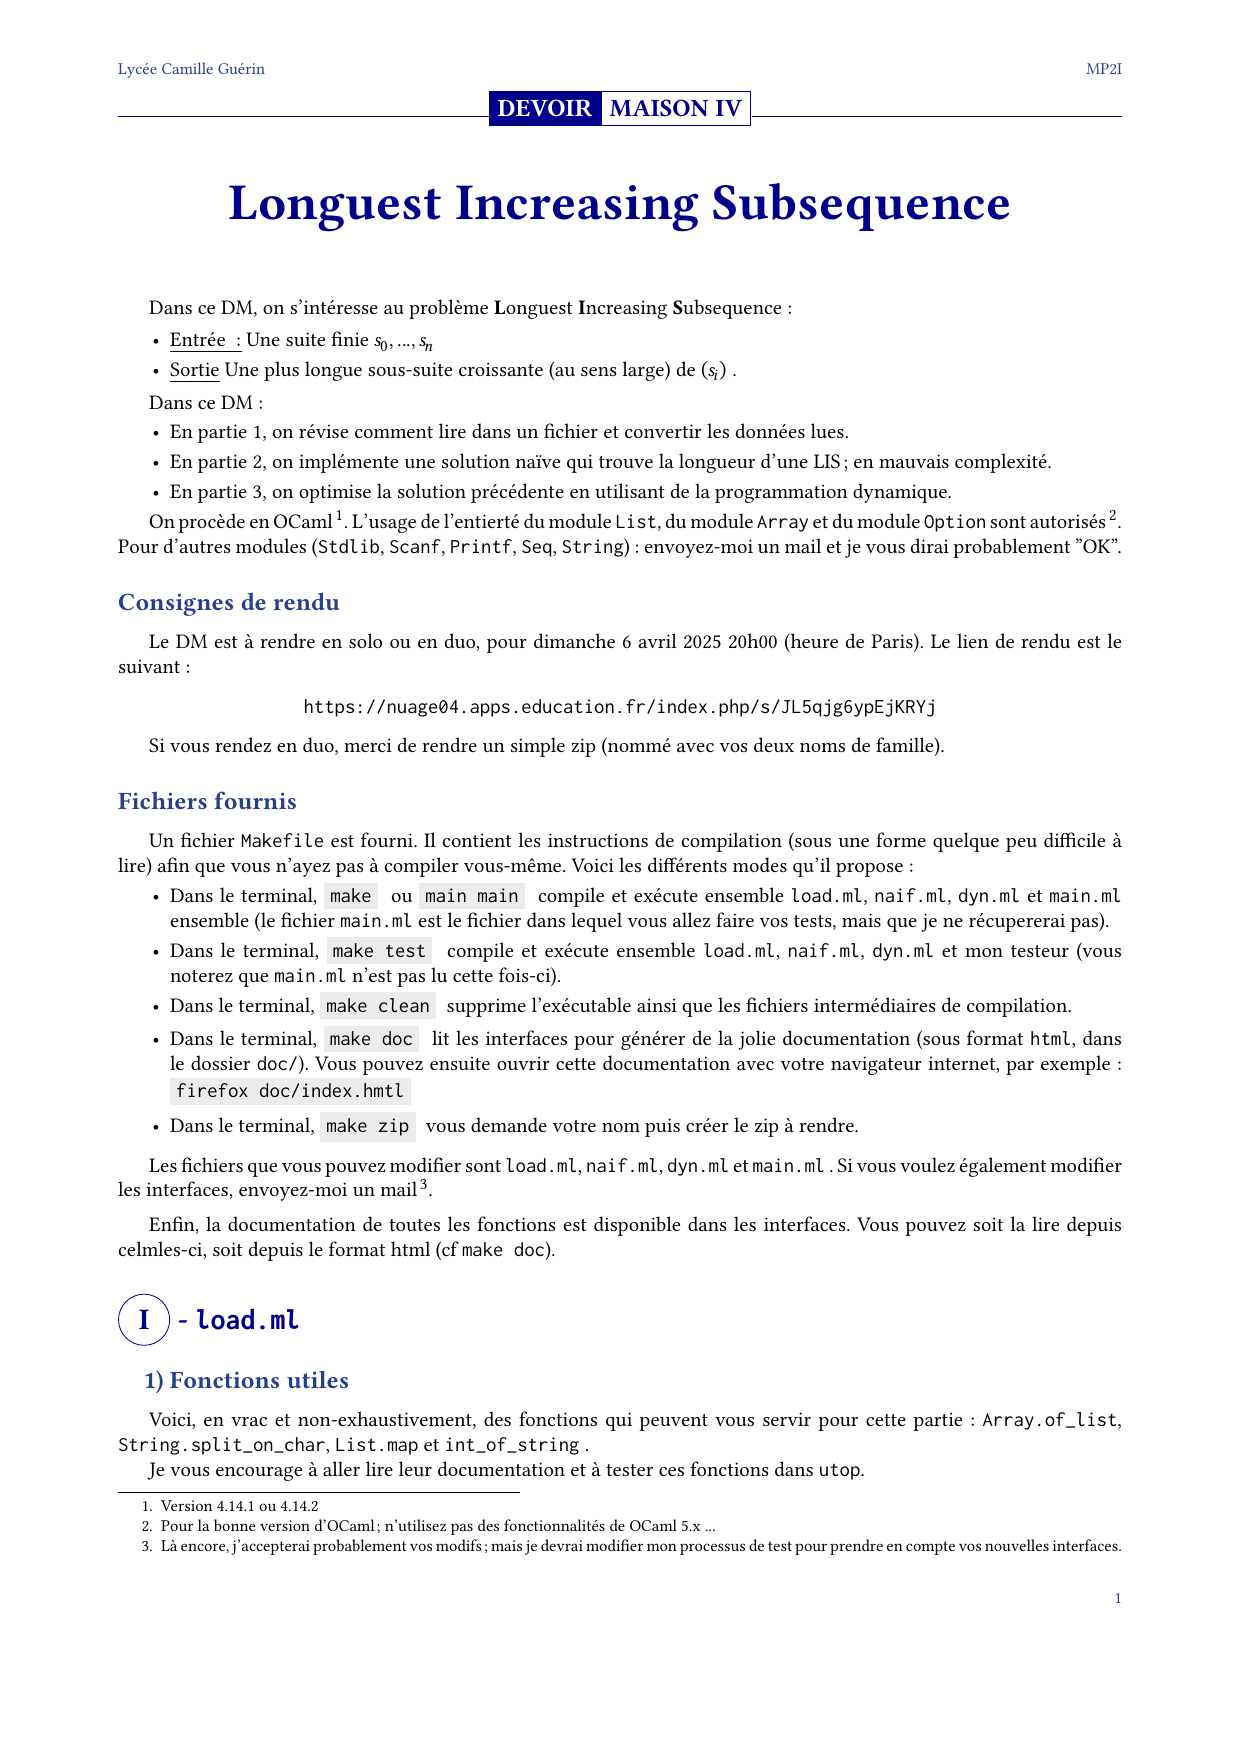 Lycée Camille Guérin
MP2I
DEVOIR MAISON IV
Longuest Increasing Subsequence
Dans ce DM, on s'intéresse au problème Longuest Increasing Subsequence :
• Entrée : Une suite finie s0, ..., sn
• Sortie Une plus longue sous-suite croissante (au sens large) de (si) .
Dans ce DM :
• En partie 1, on révise comment lire dans un fichier et convertir les données lues.
• En partie 2, on implémente une solution naïve qui trouve la longueur d'une LIS ; en mauvais complexité.
• En partie 3, on optimise la solution précédente en utilisant de la programmation dynamique.
On procède en OCaml 1. L'usage de l'entierté du module List, du module Array et du module Option sont autorisés 2.
Pour d'autres modules (Stdlib, Scanf, Printf, Seq, String) : envoyez-moi un mail et je vous dirai probablement "OK".
Consignes de rendu
Le DM est à rendre en solo ou en duo, pour dimanche 6 avril 2025 20h00 (heure de Paris). Le lien de rendu est le
suivant :
https://nuage04.apps.education.fr/index.php/s/JL5qjg6ypEjKRYj
Si vous rendez en duo, merci de rendre un simple zip (nommé avec vos deux noms de famille).
Fichiers fournis
Un fichier Makefile est fourni. Il contient les instructions de compilation (sous une forme quelque peu difficile à
lire) afin que vous n'ayez pas à compiler vous-même. Voici les différents modes qu'il propose :
• Dans le terminal, make ou main main compile et exécute ensemble load.ml, naif.ml, dyn.ml et main.ml
ensemble (le fichier main.ml est le fichier dans lequel vous allez faire vos tests, mais que je ne récupererai pas).
• Dans le terminal, make test compile et exécute ensemble load.ml, naif.ml, dyn.ml et mon testeur (vous
noterez que main.ml n'est pas lu cette fois-ci).
• Dans le terminal, make clean supprime l'exécutable ainsi que les fichiers intermédiaires de compilation.
• Dans le terminal, make doc lit les interfaces pour générer de la jolie documentation (sous format html, dans
le dossier doc/). Vous pouvez ensuite ouvrir cette documentation avec votre navigateur internet, par exemple :
firefox doc/index.hmtl
• Dans le terminal, make zip vous demande votre nom puis créer le zip à rendre.
Les fichiers que vous pouvez modifier sont load.ml, naif.ml, dyn.ml et main.ml . Si vous voulez également modifier
les interfaces, envoyez-moi un mail 3.
Enfin, la documentation de toutes les fonctions est disponible dans les interfaces. Vous pouvez soit la lire depuis
celmles-ci, soit depuis le format html (cf make doc).
I - load.ml
1) Fonctions utiles
Voici, en vrac et non-exhaustivement, des fonctions qui peuvent vous servir pour cette partie : Array.of_list,
String.split_on_char, List.map et int_of_string .
Je vous encourage à aller lire leur documentation et à tester ces fonctions dans utop.
1. Version 4.14.1 ou 4.14.2
2. Pour la bonne version d'OCaml ; n'utilisez pas des fonctionnalités de OCaml 5.x ...
3. Là encore, j'accepterai probablement vos modifs ; mais je devrai modifier mon processus de test pour prendre en compte vos nouvelles interfaces.
1